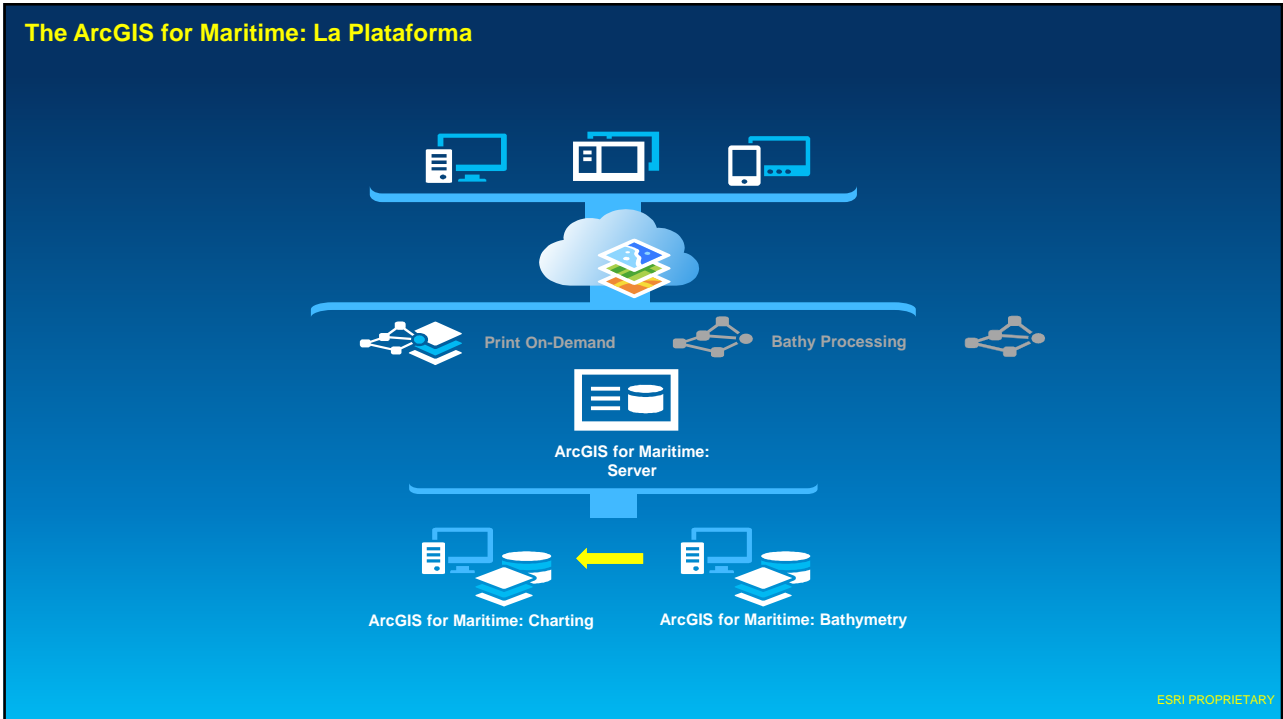 The ArcGIS for Maritime: La Plataforma
Print On-Demand
Bathy Processing
ArcGIS for Maritime:
Server
ArcGIS for Maritime: Charting
ArcGIS for Maritime: Bathymetry
ESRI PROPRIETARY